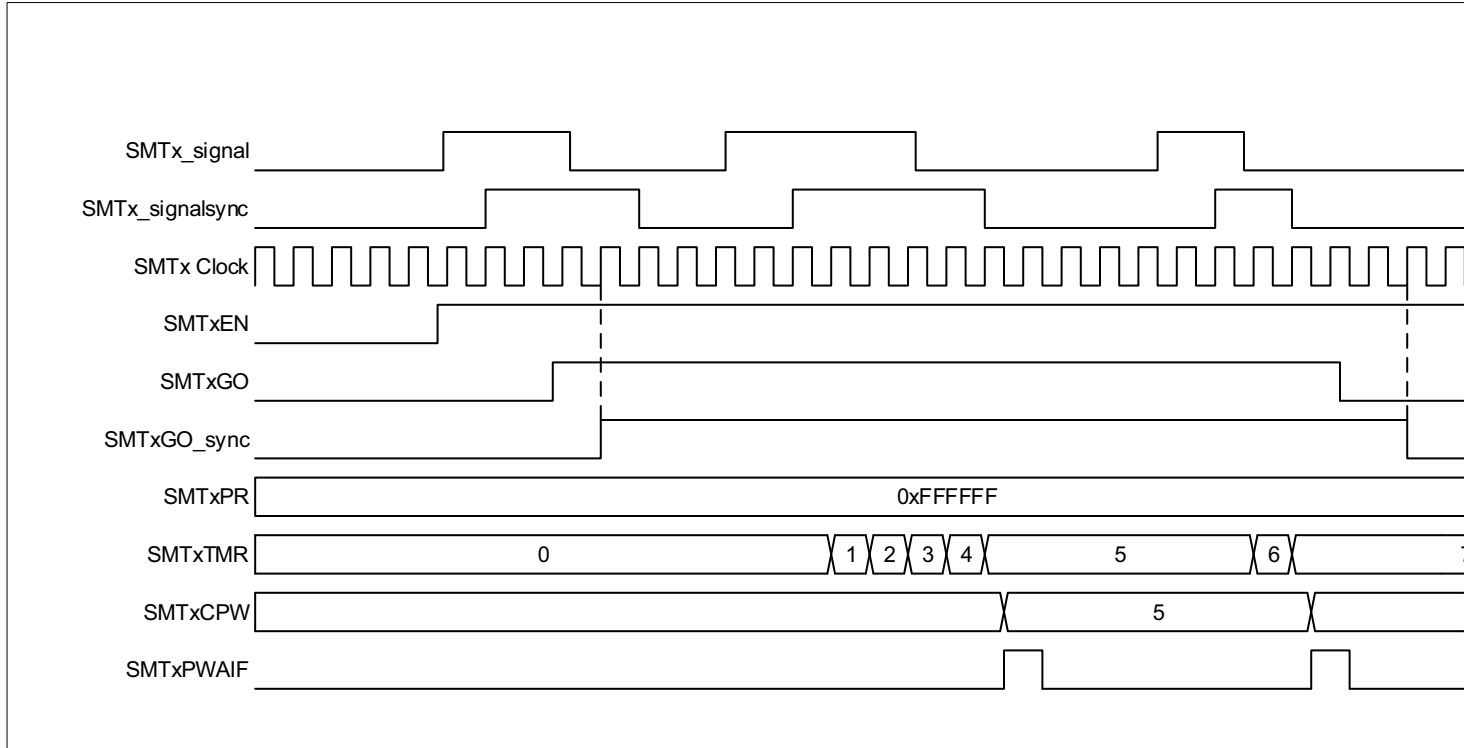 SMTx_signal
SMTx_signalsync
SMTx Clock
SMTxEN
SMTxGO
SMTxGO_sync
SMTxPR 0xFFFFFF
SMTxTMR 0 1 2 3 4 5 6
SMTxCPW 5
SMTxPWAIF